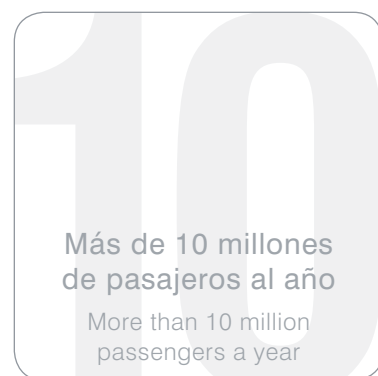 10
Más de 10 millones
de pasajeros al año
More than 10 million
passengers a year